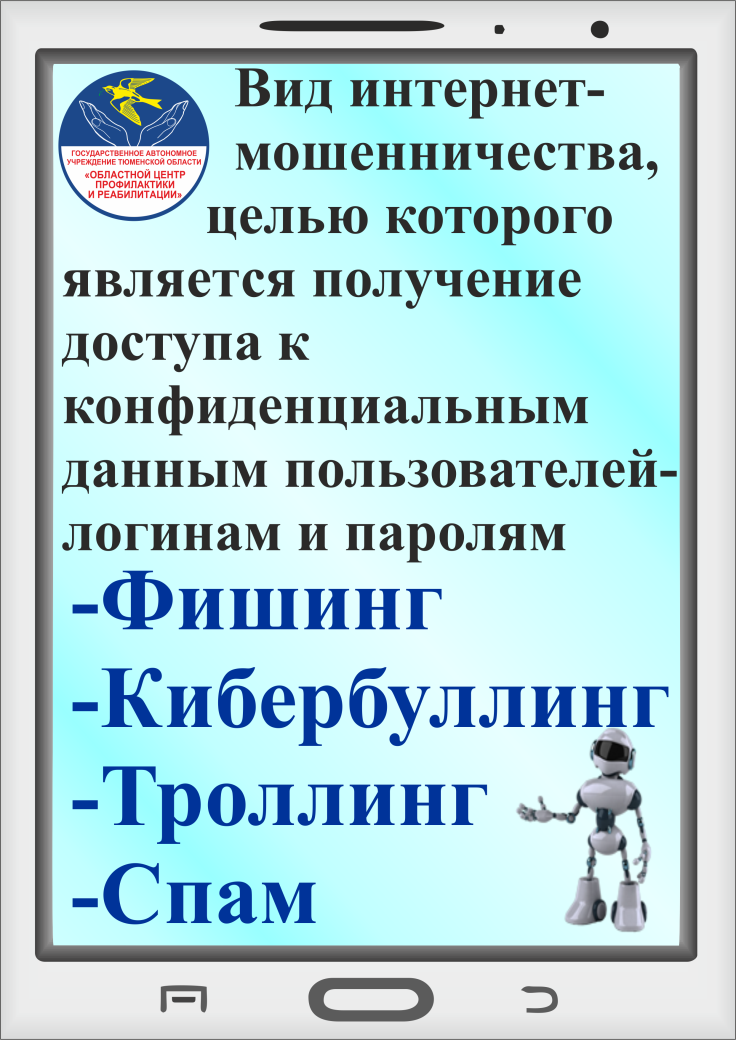 Вид интернет-
мошенничества,
целью которого
является получение
доступа к
конфиденциальным
данным пользователей-
логинам и паролям
ГОСУДАРСТВЕННОЕ АВТОНОМНОЕ
УЧРЕЖДЕНИЕ ТЮМЕНСКОЙ ОБЛАСТИ
«ОБЛАСТНОЙ ЦЕНТР
ПРОФИЛАКТИКИ
И РЕАБИЛИТАЦИИ»
-Фишинг
-Кибербуллинг
-Троллинг
-Спам